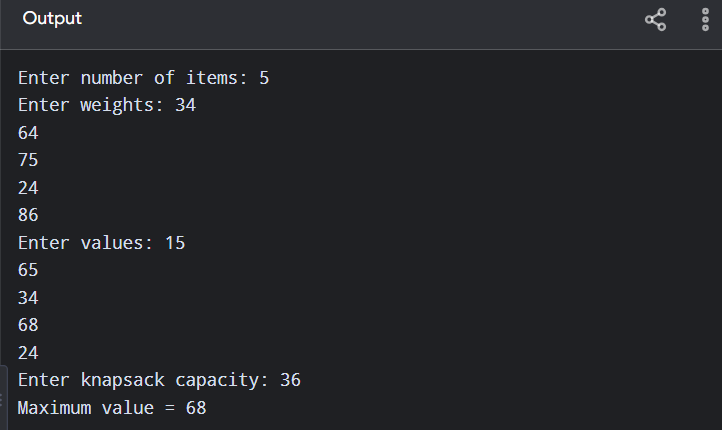 Output
Enter number of items: 5
Enter weights: 34
64
75
24
86
Enter values: 15
65
34
68
24
Enter knapsack capacity: 36
Maximum value = 68